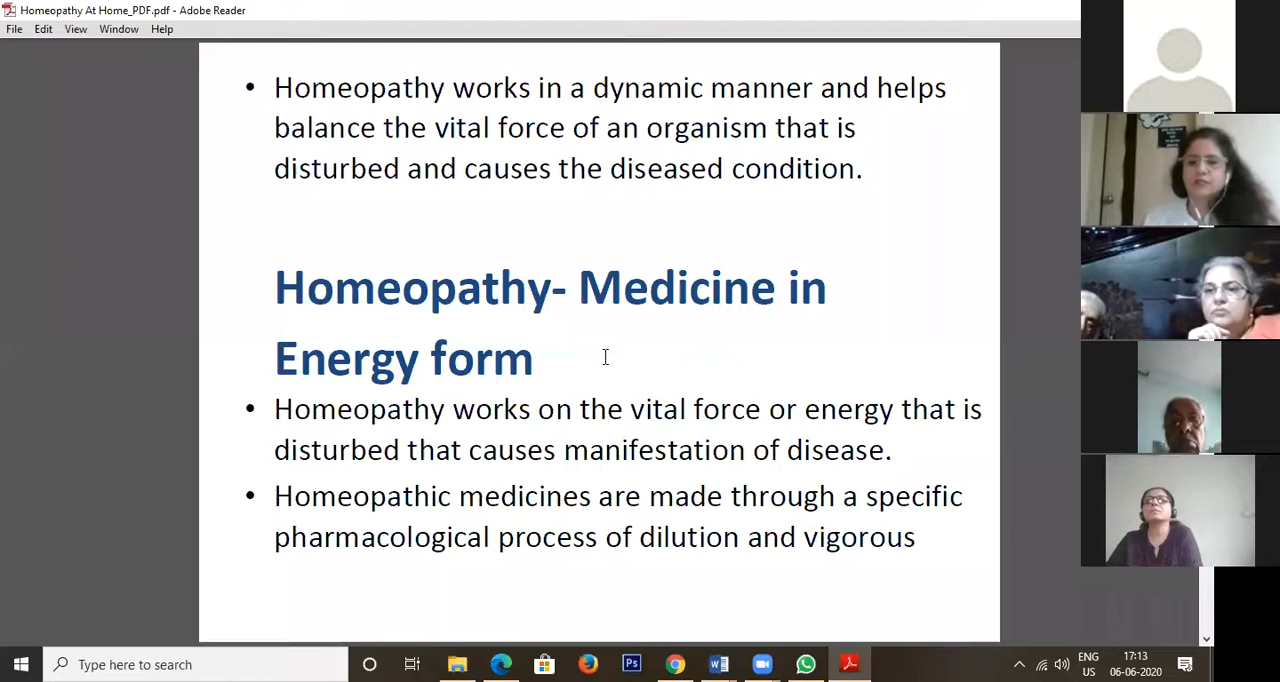 Homeopathy At Home_PDF.pdf - Adobe Reader
File Edit View Window Help
• Homeopathy works in a dynamic manner and helps
balance the vital force of an organism that is
disturbed and causes the diseased condition.
Homeopathy- Medicine in
Energy form
• Homeopathy works on the vital force or energy that is
disturbed that causes manifestation of disease.
• Homeopathic medicines are made through a specific
pharmacological process of dilution and vigorous
Type here to search
Ps
ENG
US
17:13
06-06-2020